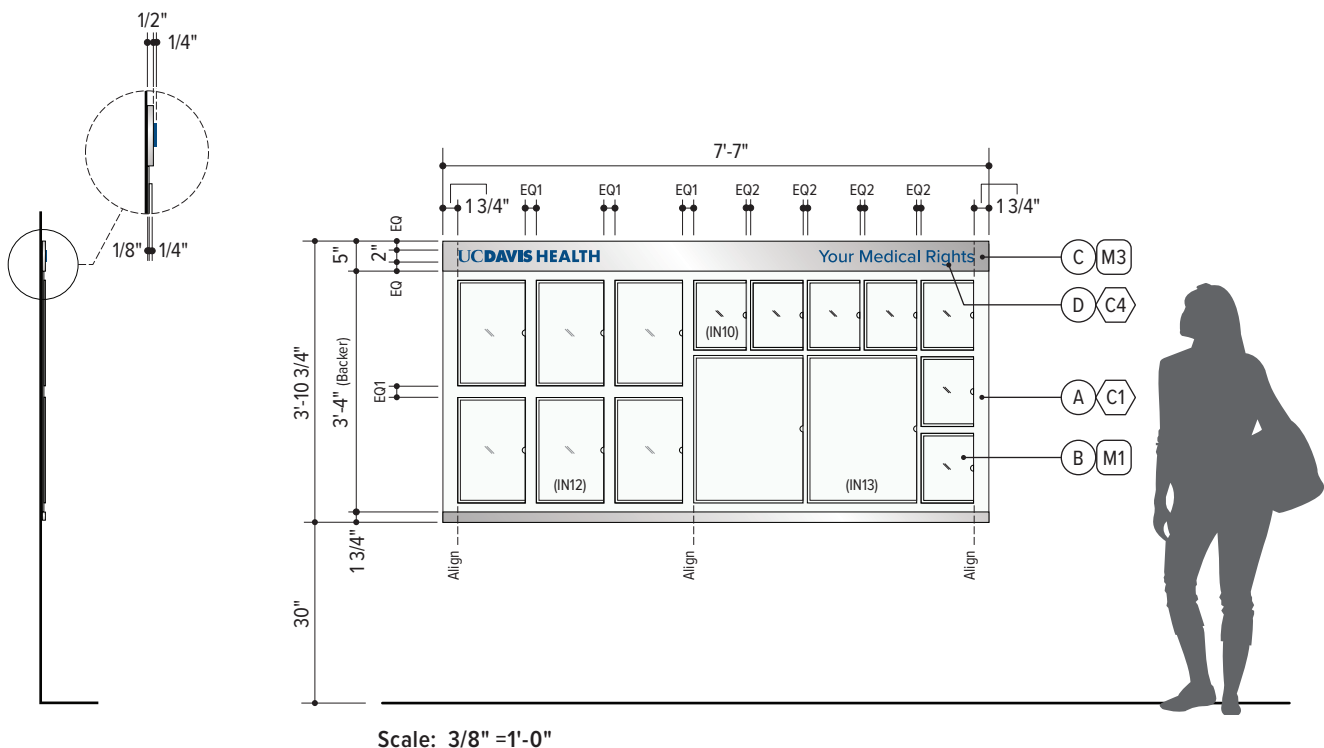 1/2"
1/4"
1/8"
1/4"
7'-7"
1 3/4"
EQ1
EQ1
EQ1
EQ2
EQ2
EQ2
EQ2
1 3/4"
EQ
5"
2"
EQ
UCDAVIS HEALTH
Your Medical Rights
C
M3
D
C4
(IN10)
3'-10 3/4"
3'-4" (Backer)
EQ1
A
C1
B
M1
(IN12)
(IN13)
1 3/4"
Align
Align
Align
30"
Scale: 3/8" =1'-0"